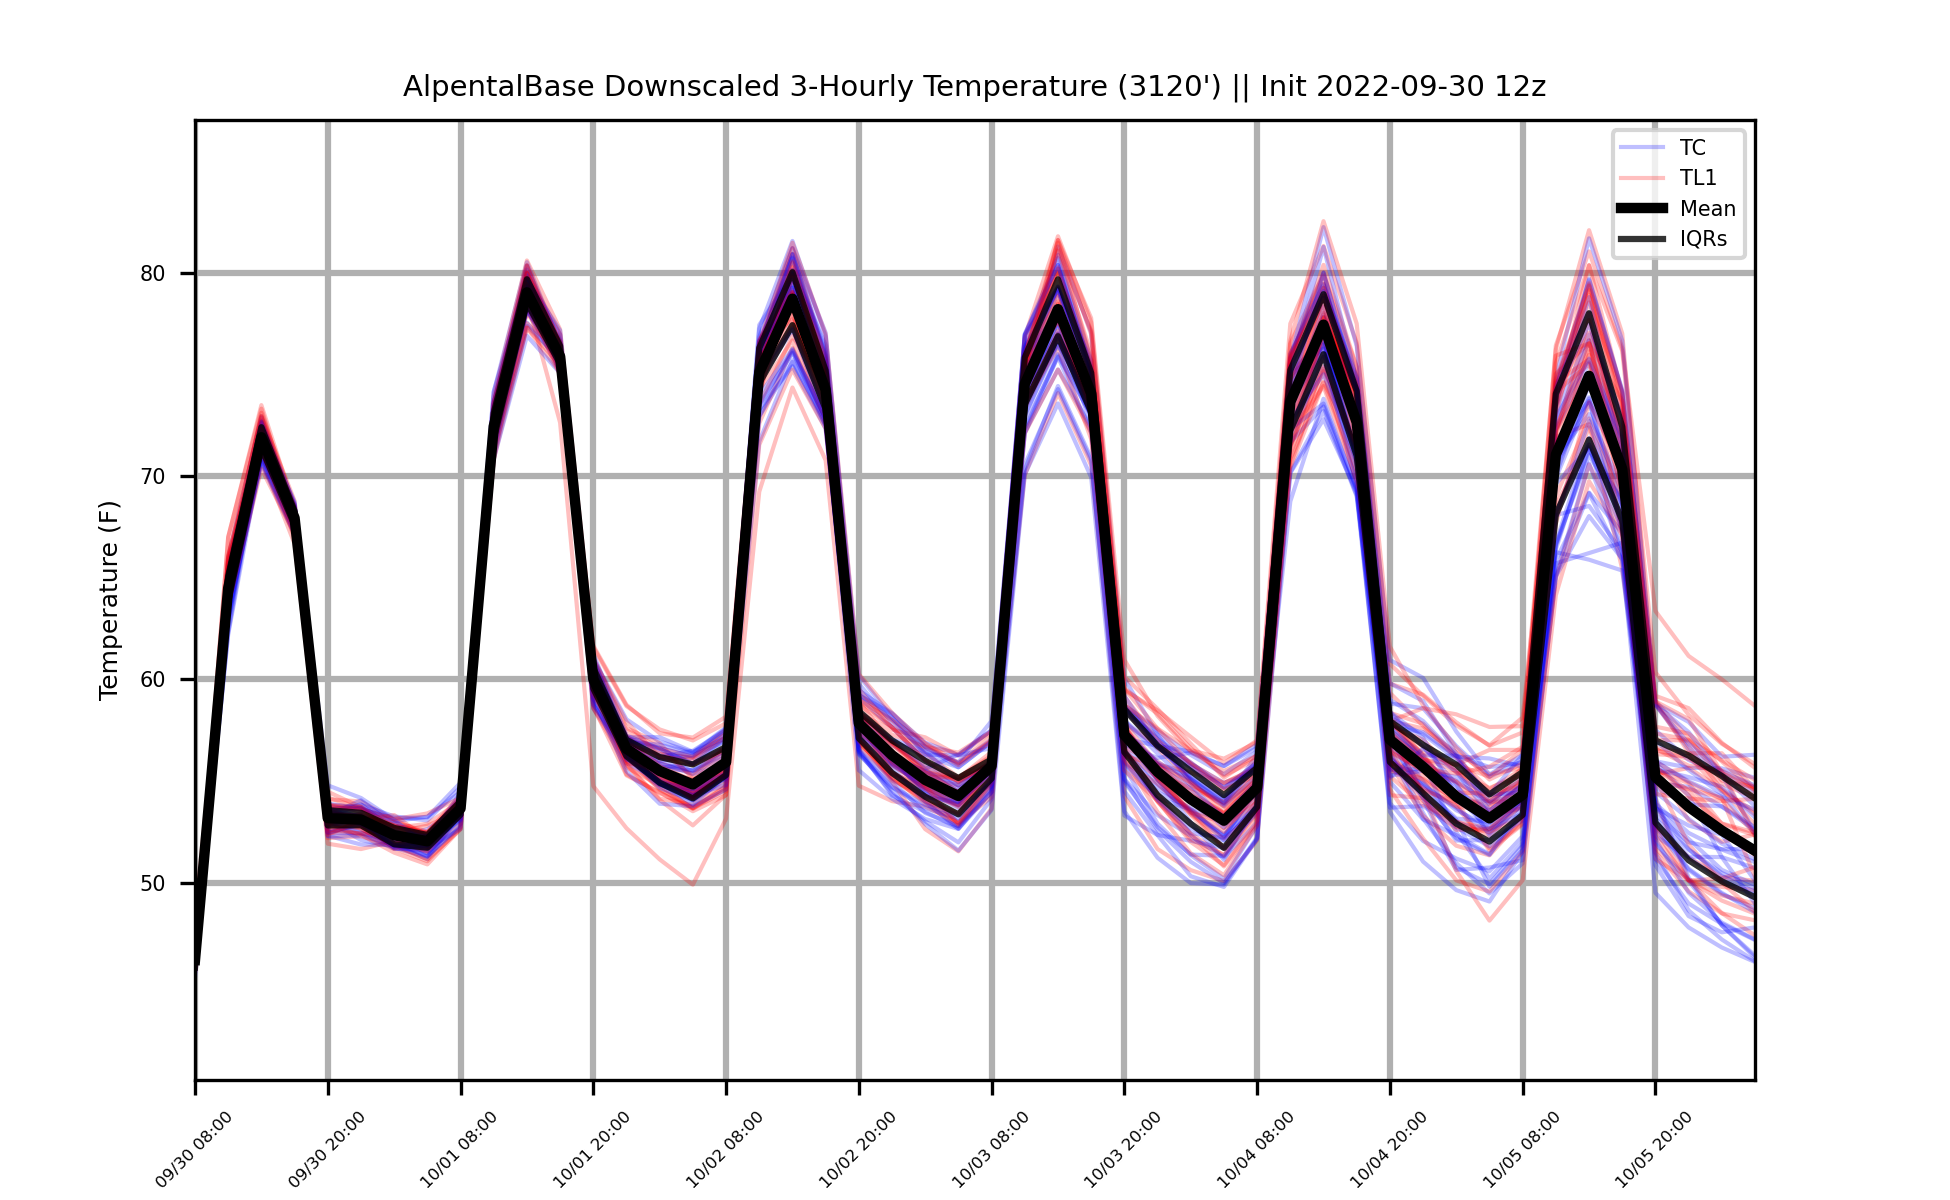 AlpentalBase Downscaled 3-Hourly Temperature (3120') || Init 2022-09-30 12z
TC
TL1
Mean
IQRs
Temperature (F)
80
70
60
50
09/30 08:00
09/30 20:00
10/01 08:00
10/01 20:00
10/02 08:00
10/02 20:00
10/03 08:00
10/03 20:00
10/04 08:00
10/04 20:00
10/05 08:00
10/05 20:00